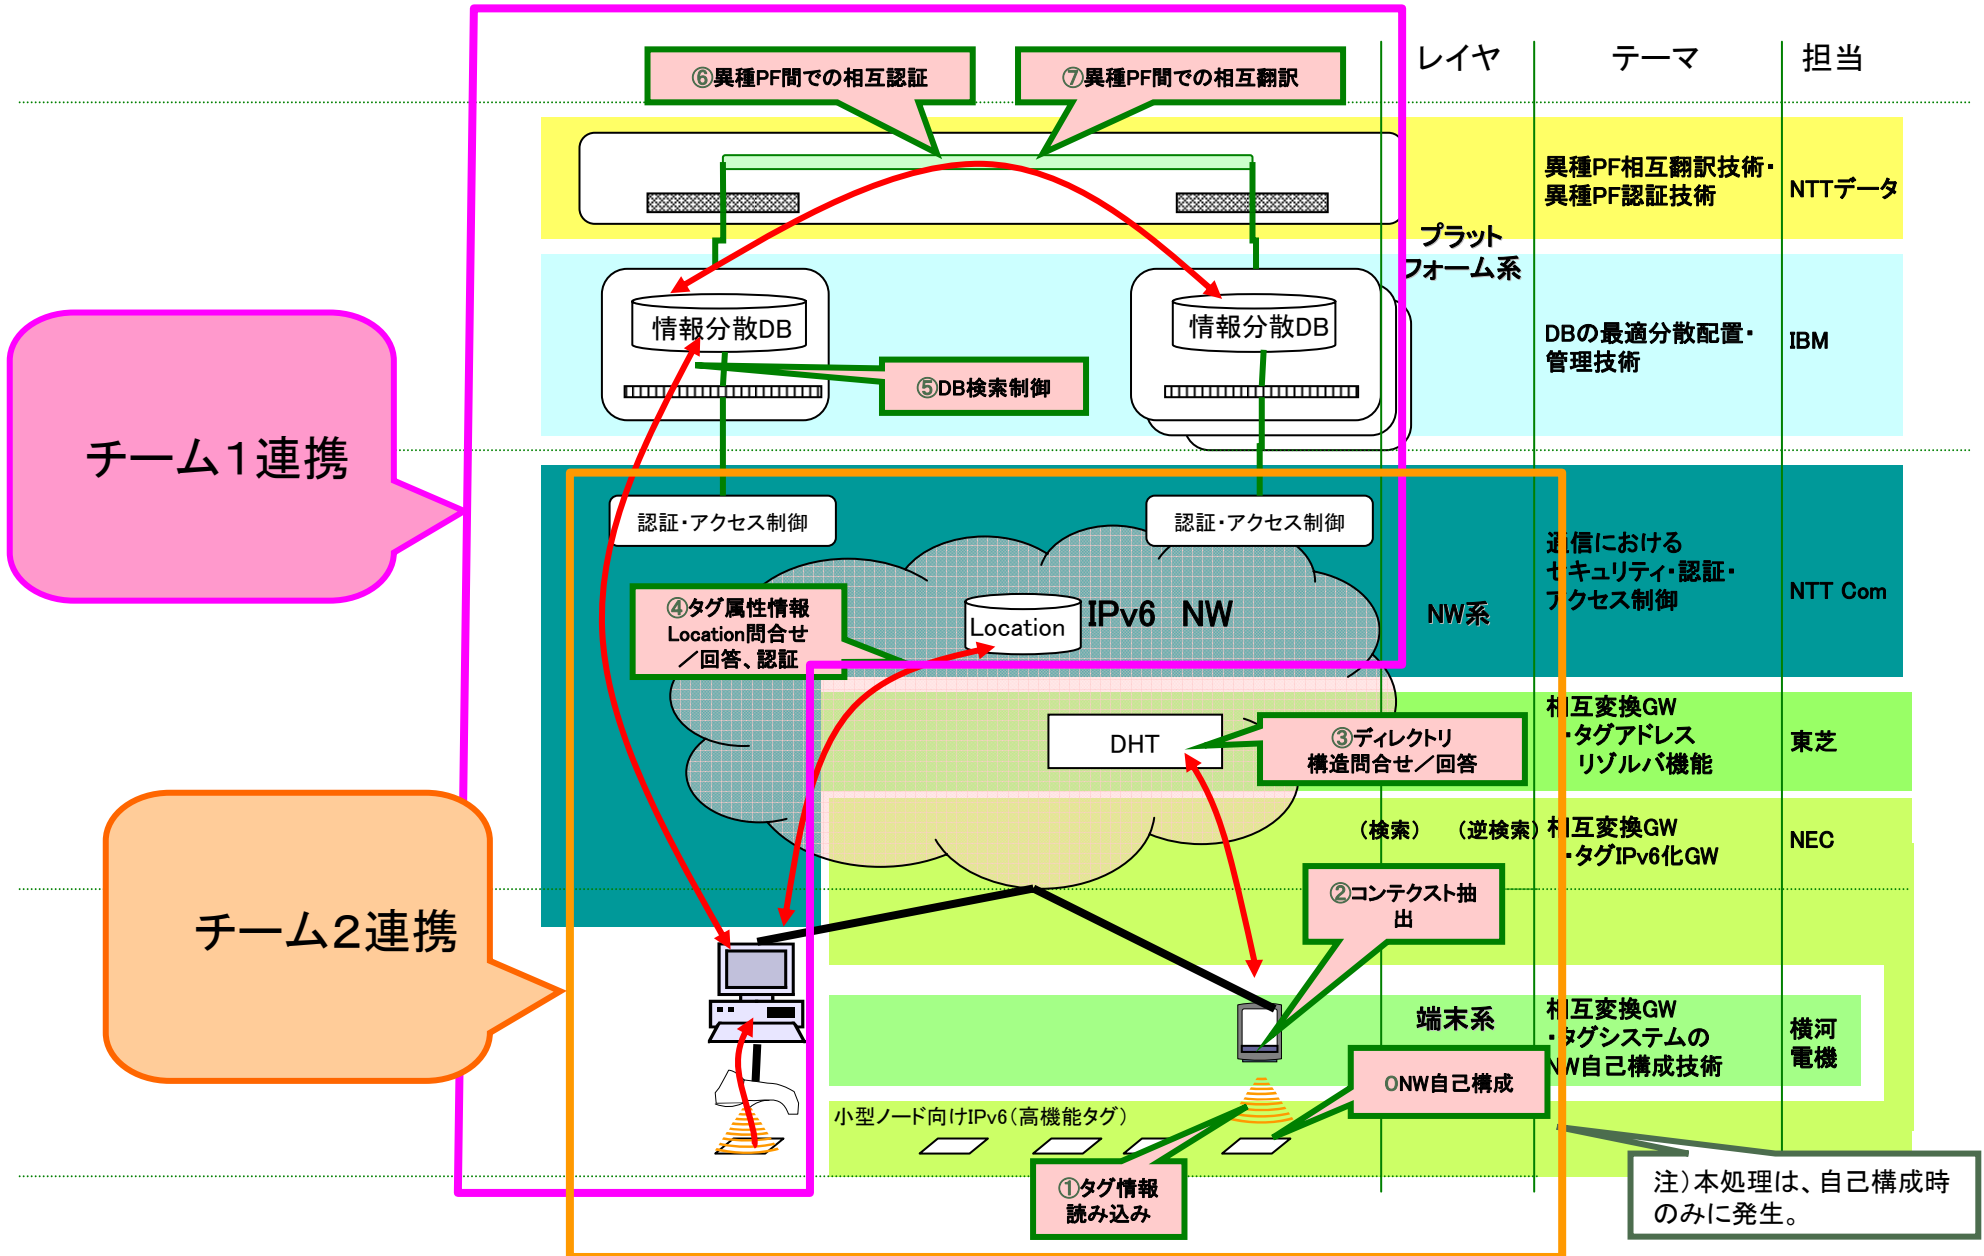 レイヤ
テーマ
担当
⑥異種PF間での相互認証
⑦異種PF間での相互翻訳
異種PF相互翻訳技術・
異種PF認証技術
NTTデータ
プラット
フォーム系
情報分散DB
情報分散DB
DBの最適分散配置・
管理技術
IBM
⑤DB検索制御
チーム1連携
認証・アクセス制御
認証・アクセス制御
通信における
セキュリティ・認証・
アクセス制御
NTT Com
④タグ属性情報
Location問合せ
／回答、認証
Location
IPv6 NW
NW系
相互変換GW
・タグアドレス
リゾルバ機能
東芝
DHT
③ディレクトリ
構造問合せ／回答
（検索）
（逆検索）
相互変換GW
・タグIPv6化GW
NEC
②コンテクスト抽
出
チーム2連携
端末系
相互変換GW
・タグシステムの
NW自己構成技術
横河
電機
0NW自己構成
小型ノード向けIPv6（高機能タグ）
①タグ情報
読み込み
注）本処理は、自己構成時
のみに発生。